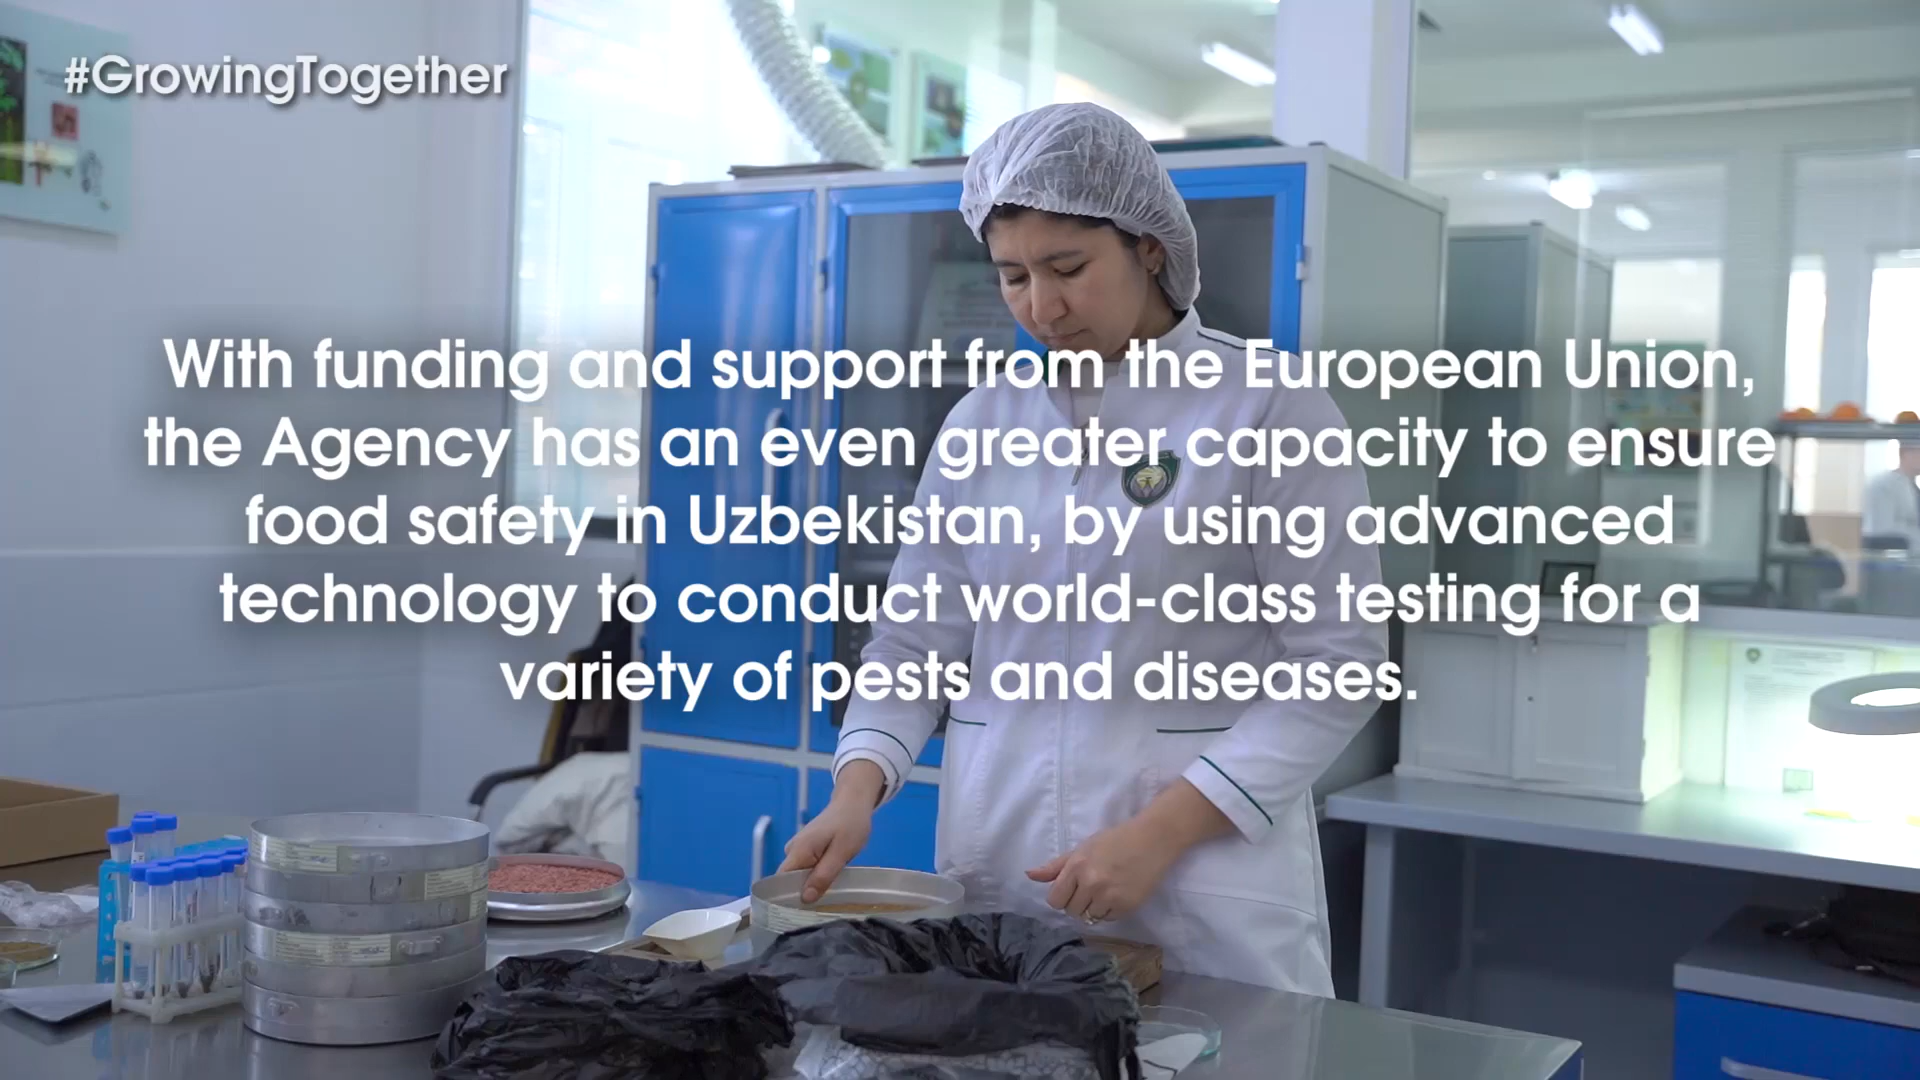 #GrowingTogether
With funding and support from the European Union,
the Agency has an even greater capacity to ensure
food safety in Uzbekistan, by using advanced
technology to conduct world-class testing for a
variety of pests and diseases.